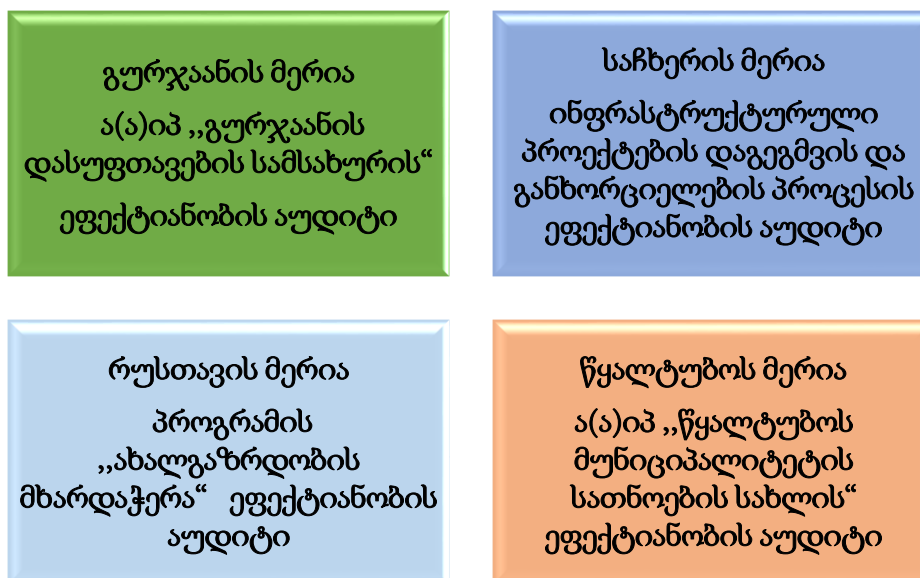 გურჯაანის მერია
ა(ა)იპ ,,გურჯაანის
დასუფთავების სამსახურის“
ეფექტიანობის აუდიტი
საჩხერის მერია
ინფრასტრუქტურული
პროექტების დაგეგმვის და
განხორციელების პროცესის
ეფექტიანობის აუდიტი
რუსთავის მერია
პროგრამის
,,ახალგაზრდობის
მხარდაჭერა“ ეფექტიანობის
აუდიტი
წყალტუბოს მერია
ა(ა)იპ ,,წყალტუბოს
მუნიციპალიტეტის
სათნოების სახლის“
ეფექტიანობის აუდიტი